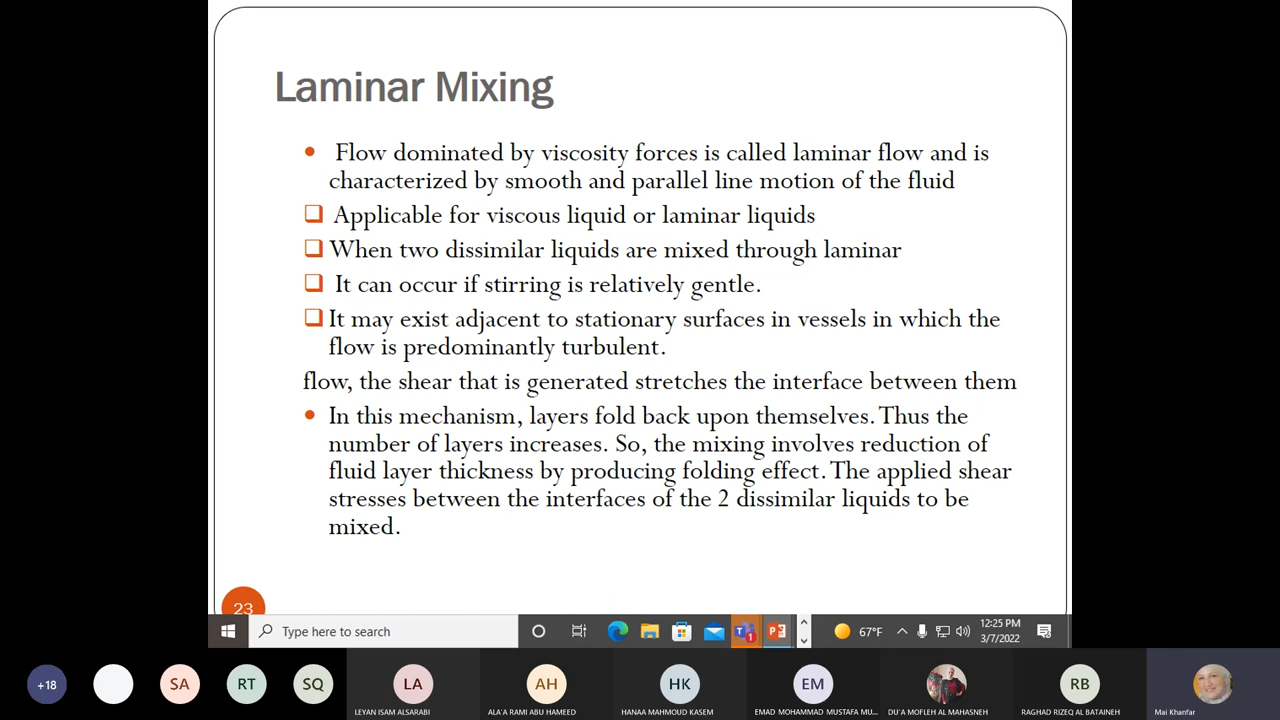 Laminar Mixing
Flow dominated by viscosity forces is called laminar flow and is
characterized by smooth and parallel line motion of the fluid
Applicable for viscous liquid or laminar liquids
When two dissimilar liquids are mixed through laminar
It can occur if stirring is relatively gentle.
It may exist adjacent to stationary surfaces in vessels in which the
flow is predominantly turbulent.
flow, the shear that is generated stretches the interface between them
In this mechanism, layers fold back upon themselves. Thus the
number of layers increases. So, the mixing involves reduction of
fluid layer thickness by producing folding effect. The applied shear
stresses between the interfaces of the 2 dissimilar liquids to be
mixed.
23
Type here to search
1
67°F
12:25 PM
3/7/2022
+18
SA
RT
SQ
LA
AH
HK
EM
RB
LEYAN ISAM ALSARABI
ALA'A RAMI ABU HAMEED
HANAA MAHMOUD KASEM
EMAD MOHAMMAD MUSTAFA MU...
DU'A MOFLEH AL MAHASNEH
RAGHAD RIZEQ AL BATAINEH
Mai Khanfar